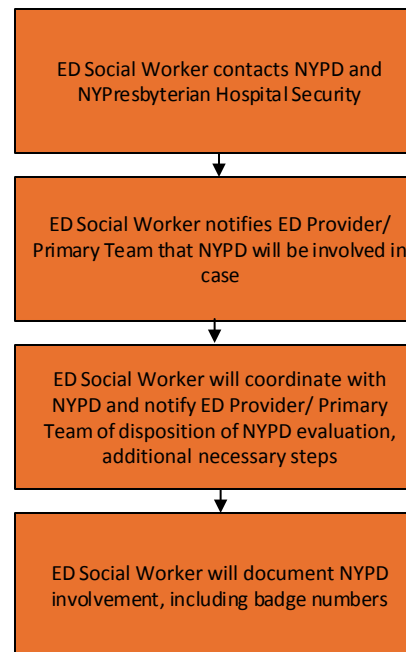 ED Social Worker contacts NYPD and
NYPresbyterian Hospital Security
ED Social Worker notifies ED Provider/
Primary Team that NYPD will be involved in
case
ED Social Worker will coordinate with
NYPD and notify ED Provider/ Primary
Team of disposition of NYPD evaluation,
additional necessary steps
ED Social Worker will document NYPD
involvement, including badge numbers